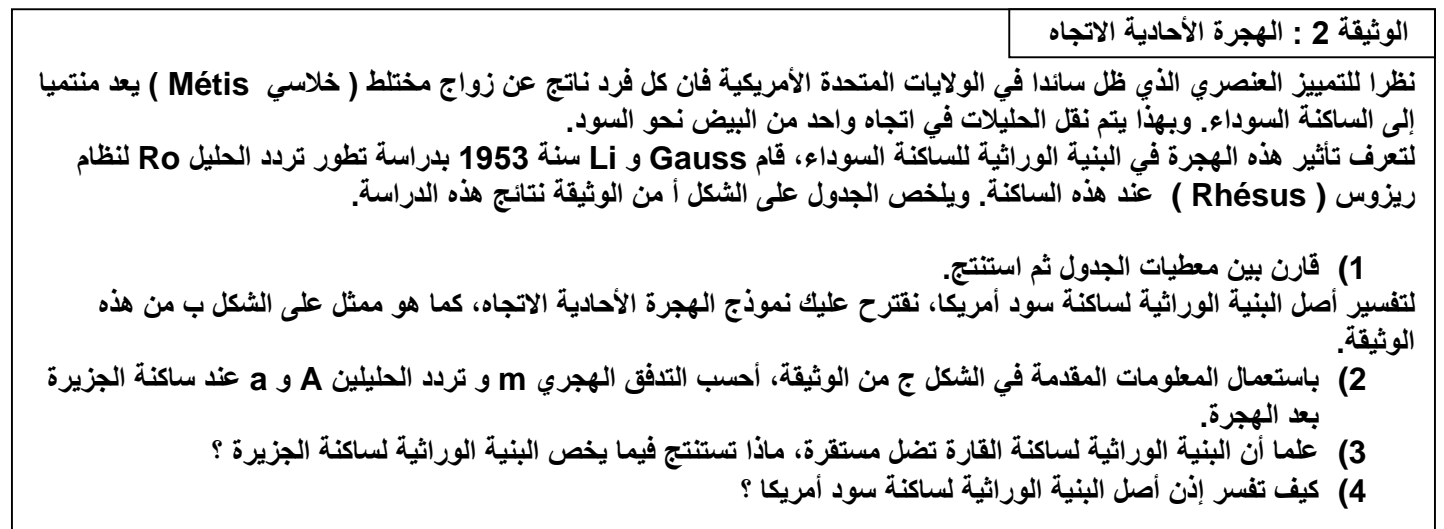 الوثيقة 2 : الهجرة الأحادية الاتجاه
نظرا للتمييز العنصري الذي ظل سائدا في الولايات المتحدة الأمريكية فان كل فرد ناتج عن زواج مختلط ( خلاسي Métis ) يعد منتميا
إلى الساكنة السوداء. وبهذا يتم نقل الحليلات في اتجاه واحد من البيض نحو السود.
لتعرف تأثير هذه الهجرة في البنية الوراثية للساكنة السوداء، قام Gauss و Li سنة 1953 بدراسة تطور تردد الحليل Ro لنظام
ريزوس ( Rhésus ) عند هذه الساكنة. ويلخص الجدول على الشكل أ من الوثيقة نتائج هذه الدراسة.
1) قارن بين معطيات الجدول ثم استنتج.
لتفسير أصل البنية الوراثية لساكنة سود أمريكا، نقترح عليك نموذج الهجرة الأحادية الاتجاه، كما هو ممثل على الشكل ب من هذه
الوثيقة.
2) باستعمال المعلومات المقدمة في الشكل ج من الوثيقة، أحسب التدفق الهجري m و تردد الحليلين A و a عند ساكنة الجزيرة
بعد الهجرة.
3) علما أن البنية الوراثية لساكنة القارة تضل مستقرة، ماذا تستنتج فيما يخص البنية الوراثية لساكنة الجزيرة ؟
4) كيف تفسر إذن أصل البنية الوراثية لساكنة سود أمريكا ؟